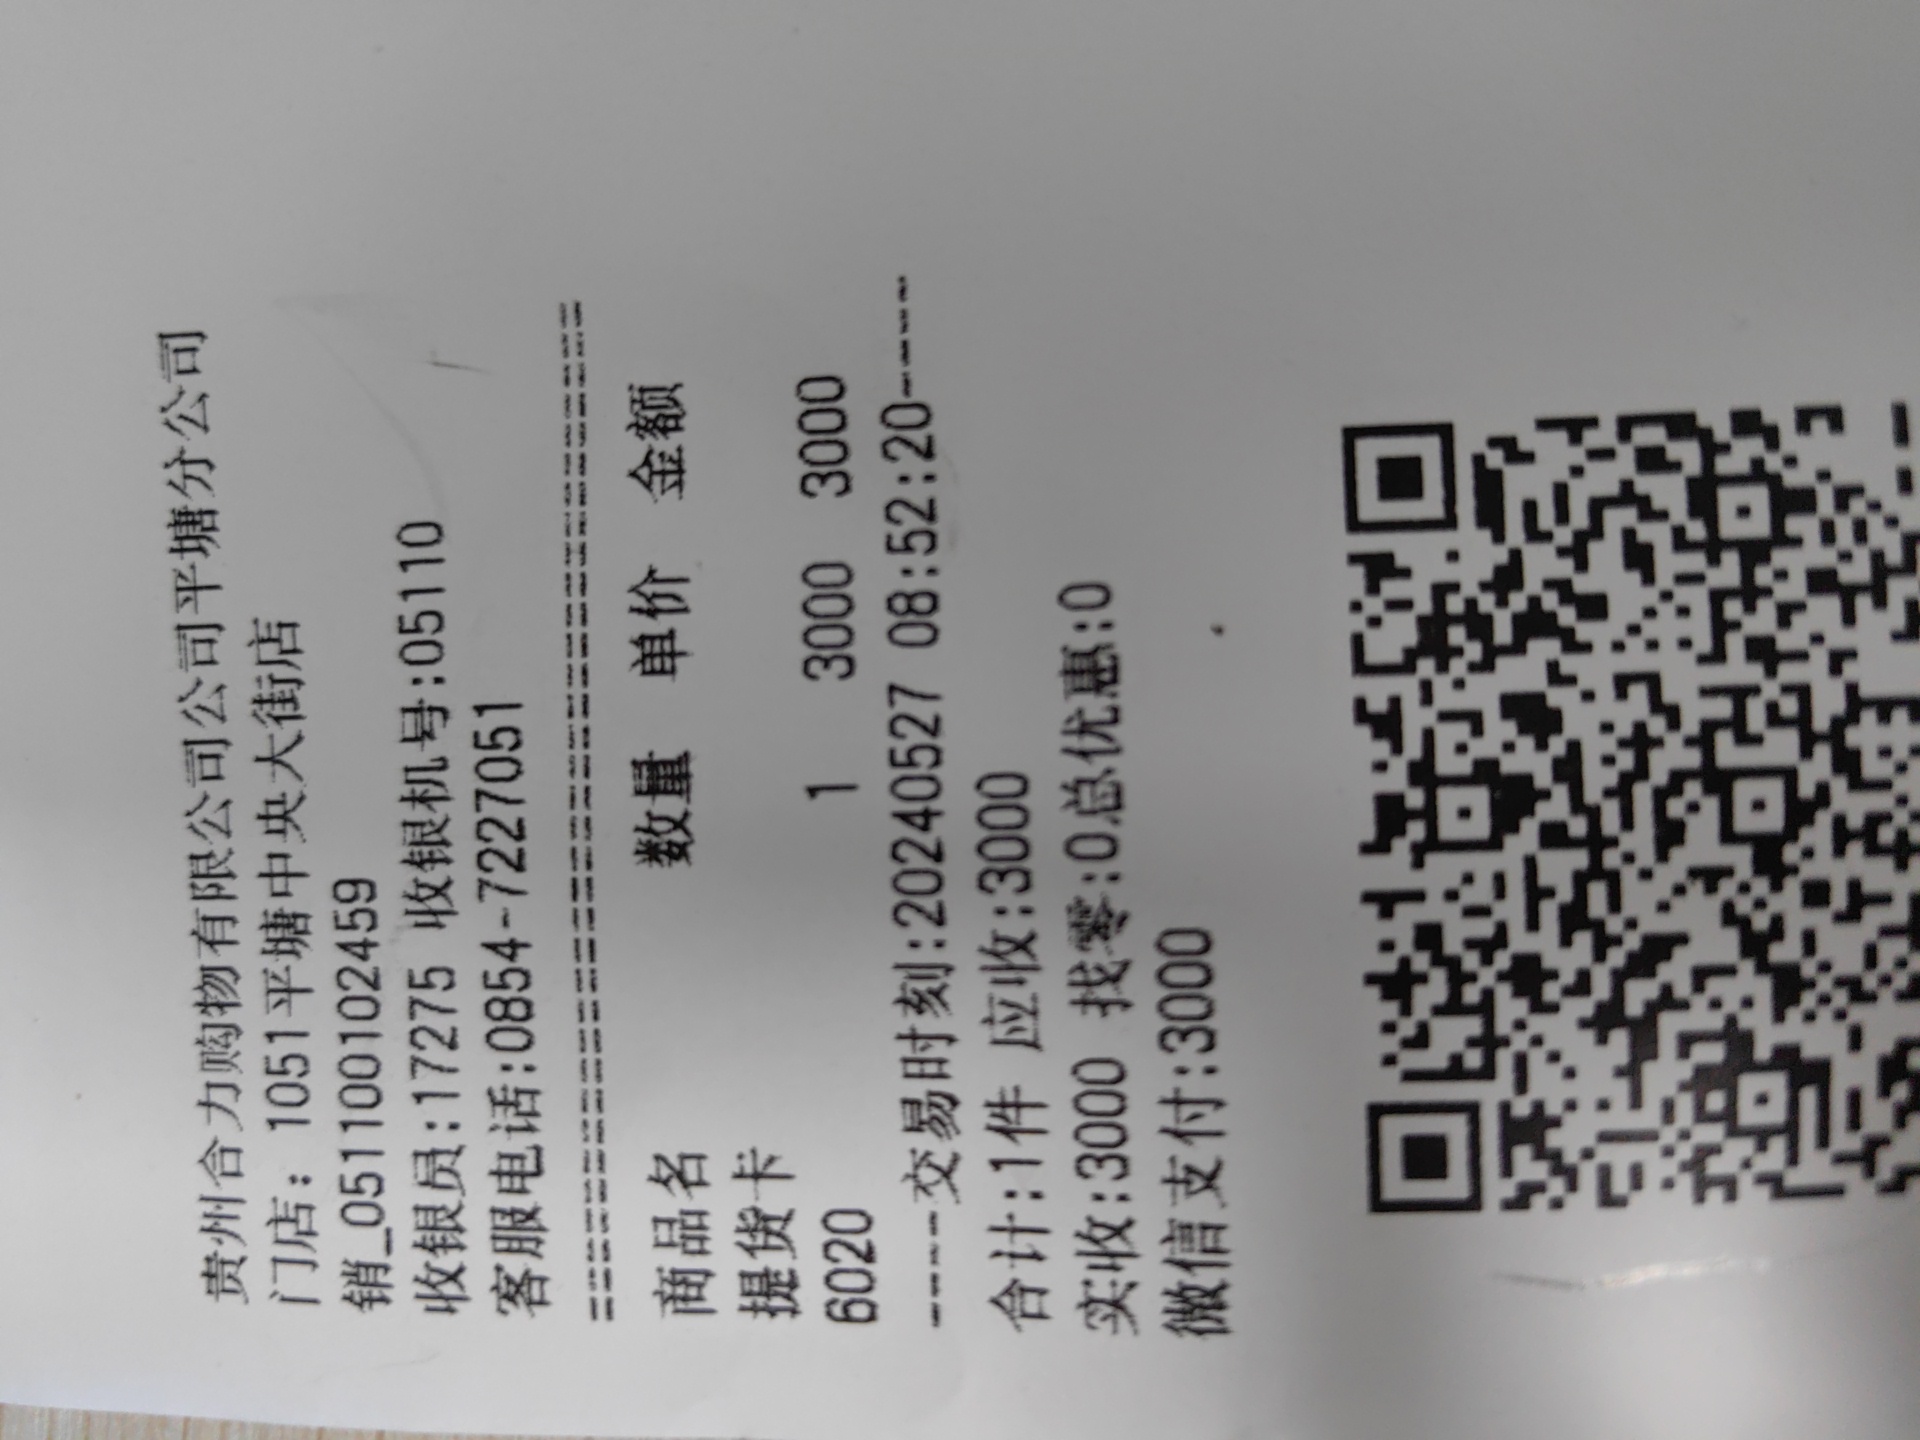 贵州合力购物有限公司公司平塘分公司
门店: 1051平塘中央大街店
销_051100102459
收银员:17275 收银机号:05110
客服电话:0854-7227051
==========================================
商品名 数量 单价 金额
提货卡
6020 1 3000 3000
----交易时刻:20240527 08:52:20-----
合计:1件 应收:3000
实收:3000 找零:0总优惠:0
微信支付:3000